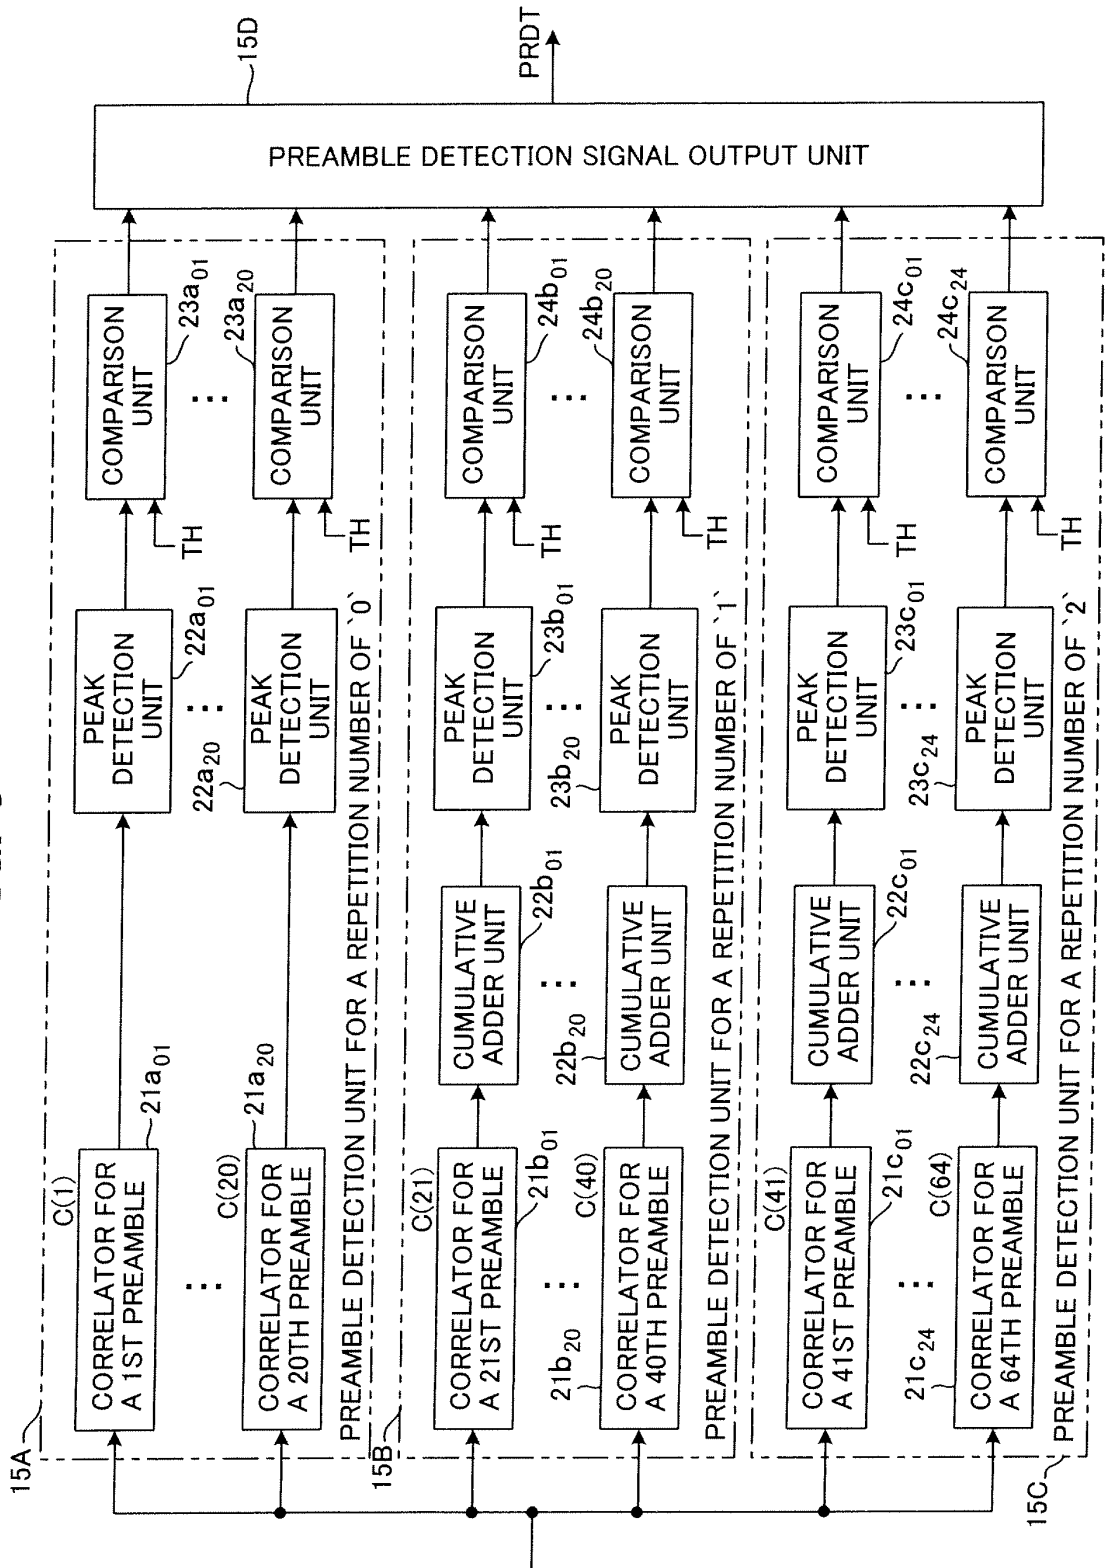 15A
C(1)
CORRELATOR FOR
A 1ST PREAMBLE
21a01
PEAK
DETECTION
UNIT
22a01
TH
COMPARISON
UNIT
23a01
...
...
...
C(20)
CORRELATOR FOR
A 20TH PREAMBLE
21a20
22a20
PEAK
DETECTION
UNIT
TH
COMPARISON
UNIT
23a20
PREAMBLE DETECTION UNIT FOR A REPETITION NUMBER OF `0`
15B
C(21)
CORRELATOR FOR
A 21ST PREAMBLE
21b01
CUMULATIVE
ADDER UNIT
22b01
PEAK
DETECTION
UNIT
23b01
TH
COMPARISON
UNIT
24b01
...
...
...
...
21b20
C(40)
CORRELATOR FOR
A 40TH PREAMBLE
22b20
CUMULATIVE
ADDER UNIT
23b20
PEAK
DETECTION
UNIT
TH
COMPARISON
UNIT
24b20
PREAMBLE DETECTION UNIT FOR A REPETITION NUMBER OF `1`
C(41)
CORRELATOR FOR
A 41ST PREAMBLE
21c01
CUMULATIVE
ADDER UNIT
22c01
PEAK
DETECTION
UNIT
23c01
TH
COMPARISON
UNIT
24c01
...
...
...
...
21c24
C(64)
CORRELATOR FOR
A 64TH PREAMBLE
22c24
CUMULATIVE
ADDER UNIT
23c24
PEAK
DETECTION
UNIT
TH
COMPARISON
UNIT
24c24
15C
PREAMBLE DETECTION UNIT FOR A REPETITION NUMBER OF `2`
15D
PREAMBLE DETECTION SIGNAL OUTPUT UNIT
PRDT